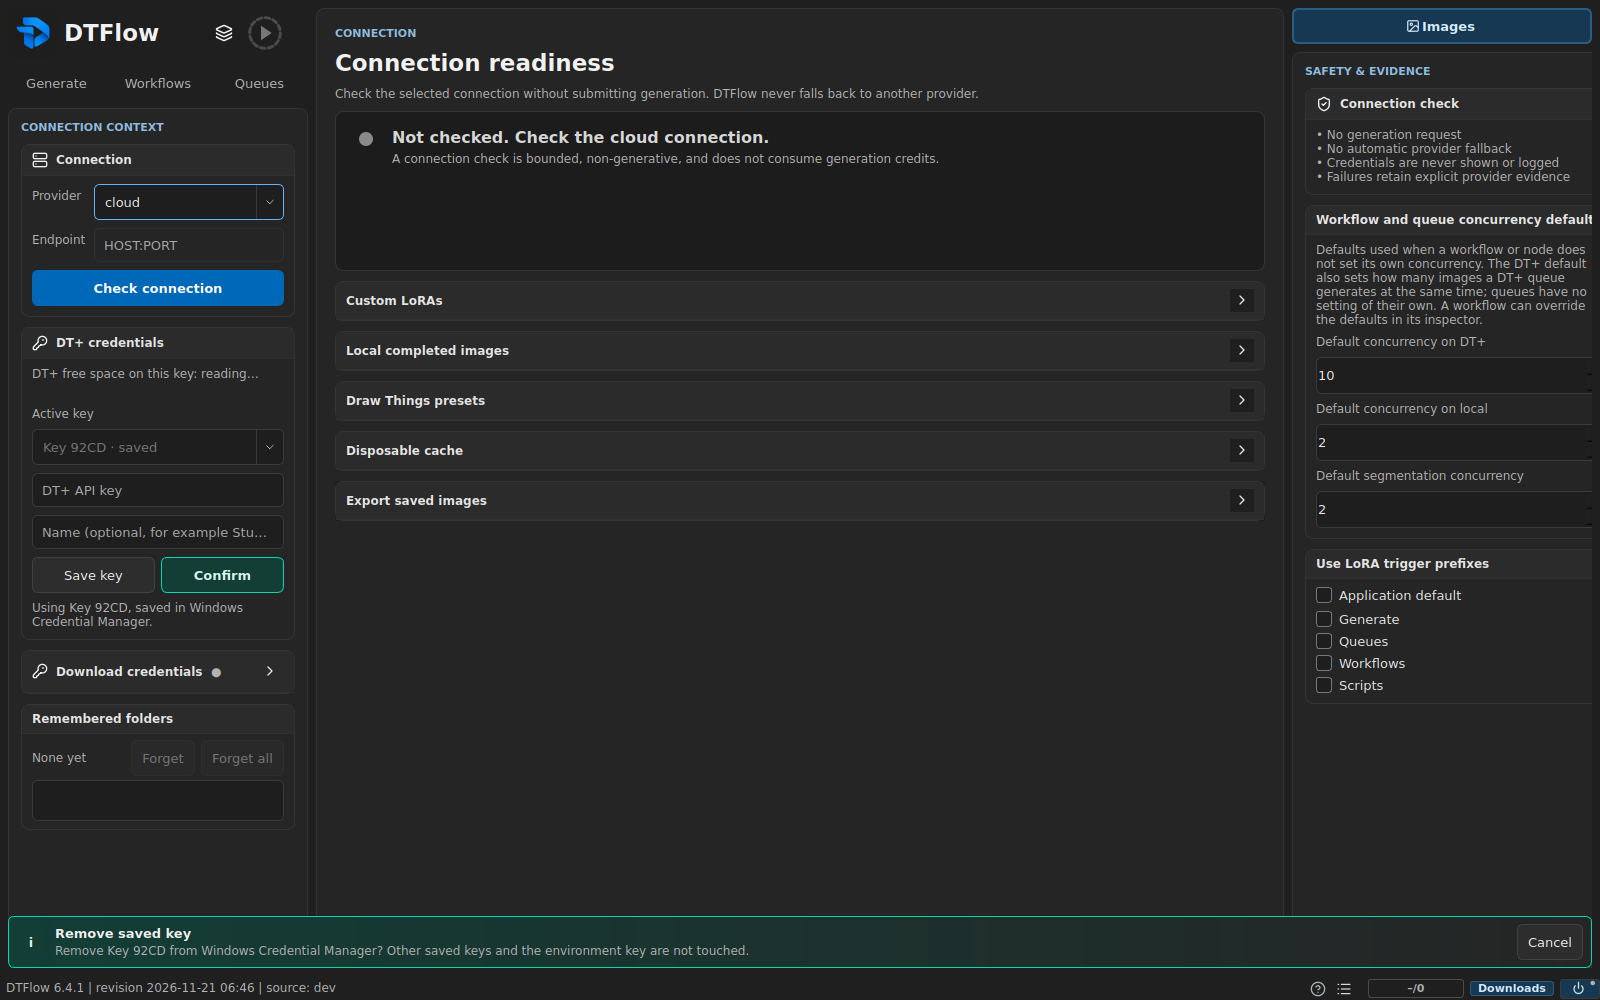 DTFlow
Generate
Workflows
Queues
CONNECTION CONTEXT
Connection
Provider
cloud
Endpoint
HOST:PORT
Check connection
DT+ credentials
DT+ free space on this key: reading...
Active key
Key 92CD · saved
DT+ API key
Name (optional, for example Stu...
Save key
Confirm
Using Key 92CD, saved in Windows
Credential Manager.
Download credentials
Remembered folders
None yet
Forget
Forget all
CONNECTION
Connection readiness
Check the selected connection without submitting generation. DTFlow never falls back to another provider.
Not checked. Check the cloud connection.
A connection check is bounded, non-generative, and does not consume generation credits.
Custom LoRAs
Local completed images
Draw Things presets
Disposable cache
Export saved images
Images
SAFETY & EVIDENCE
Connection check
• No generation request
• No automatic provider fallback
• Credentials are never shown or logged
• Failures retain explicit provider evidence
Workflow and queue concurrency default
Defaults used when a workflow or node does
not set its own concurrency. The DT+ default
also sets how many images a DT+ queue
generates at the same time; queues have no
setting of their own. A workflow can override
the defaults in its inspector.
Default concurrency on DT+
10
Default concurrency on local
2
Default segmentation concurrency
2
Use LoRA trigger prefixes
Application default
Generate
Queues
Workflows
Scripts
i
Remove saved key
Remove Key 92CD from Windows Credential Manager? Other saved keys and the environment key are not touched.
Cancel
DTFlow 6.4.1 | revision 2026-11-21 06:46 | source: dev
–/0
Downloads